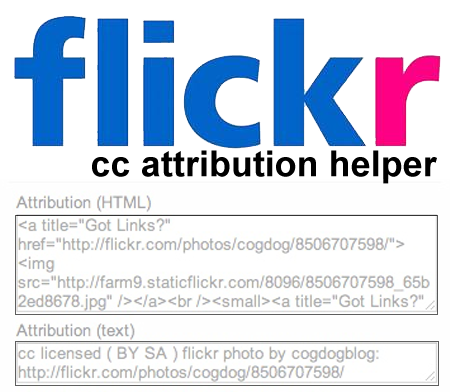 flickr
cc attribution helper
Attribution (HTML)
<a title="Got Links?"
href="http://flickr.com/photos/cogdog/8506707598/">
<img
src="http://farm9.staticflickr.com/8096/8506707598_65b
2ed8678.jpg" /></a><br /><small><a title="Got Links?"
Attribution (text)
cc licensed ( BY SA ) flickr photo by cogdogblog:
http://flickr.com/photos/cogdog/8506707598/